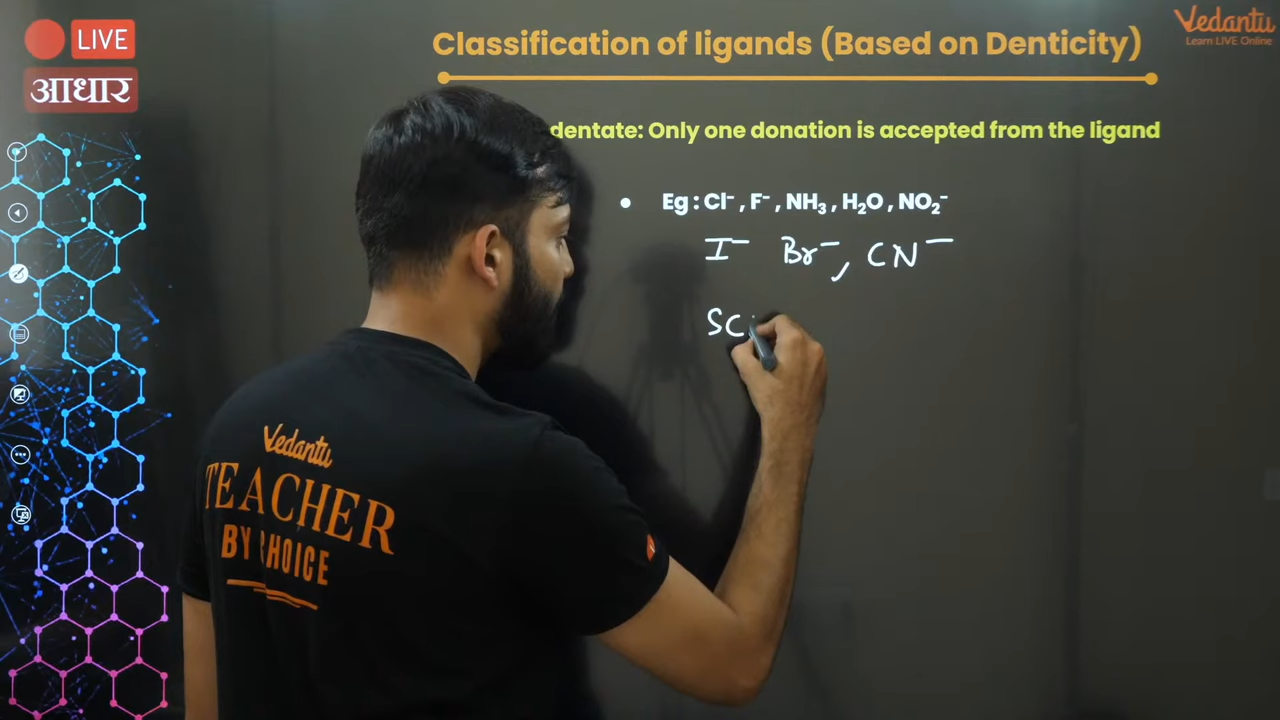 LIVE
आधार
Classification of ligands (Based on Denticity)
Vedantu
Learn LIVE Online
dentate: Only one donation is accepted from the ligand
• Eg : Cl⁻ , F⁻ , NH₃ , H₂O , NO₂⁻
I⁻ Br⁻, CN⁻
SC
Vedantu
TEACHER
BY CHOICE